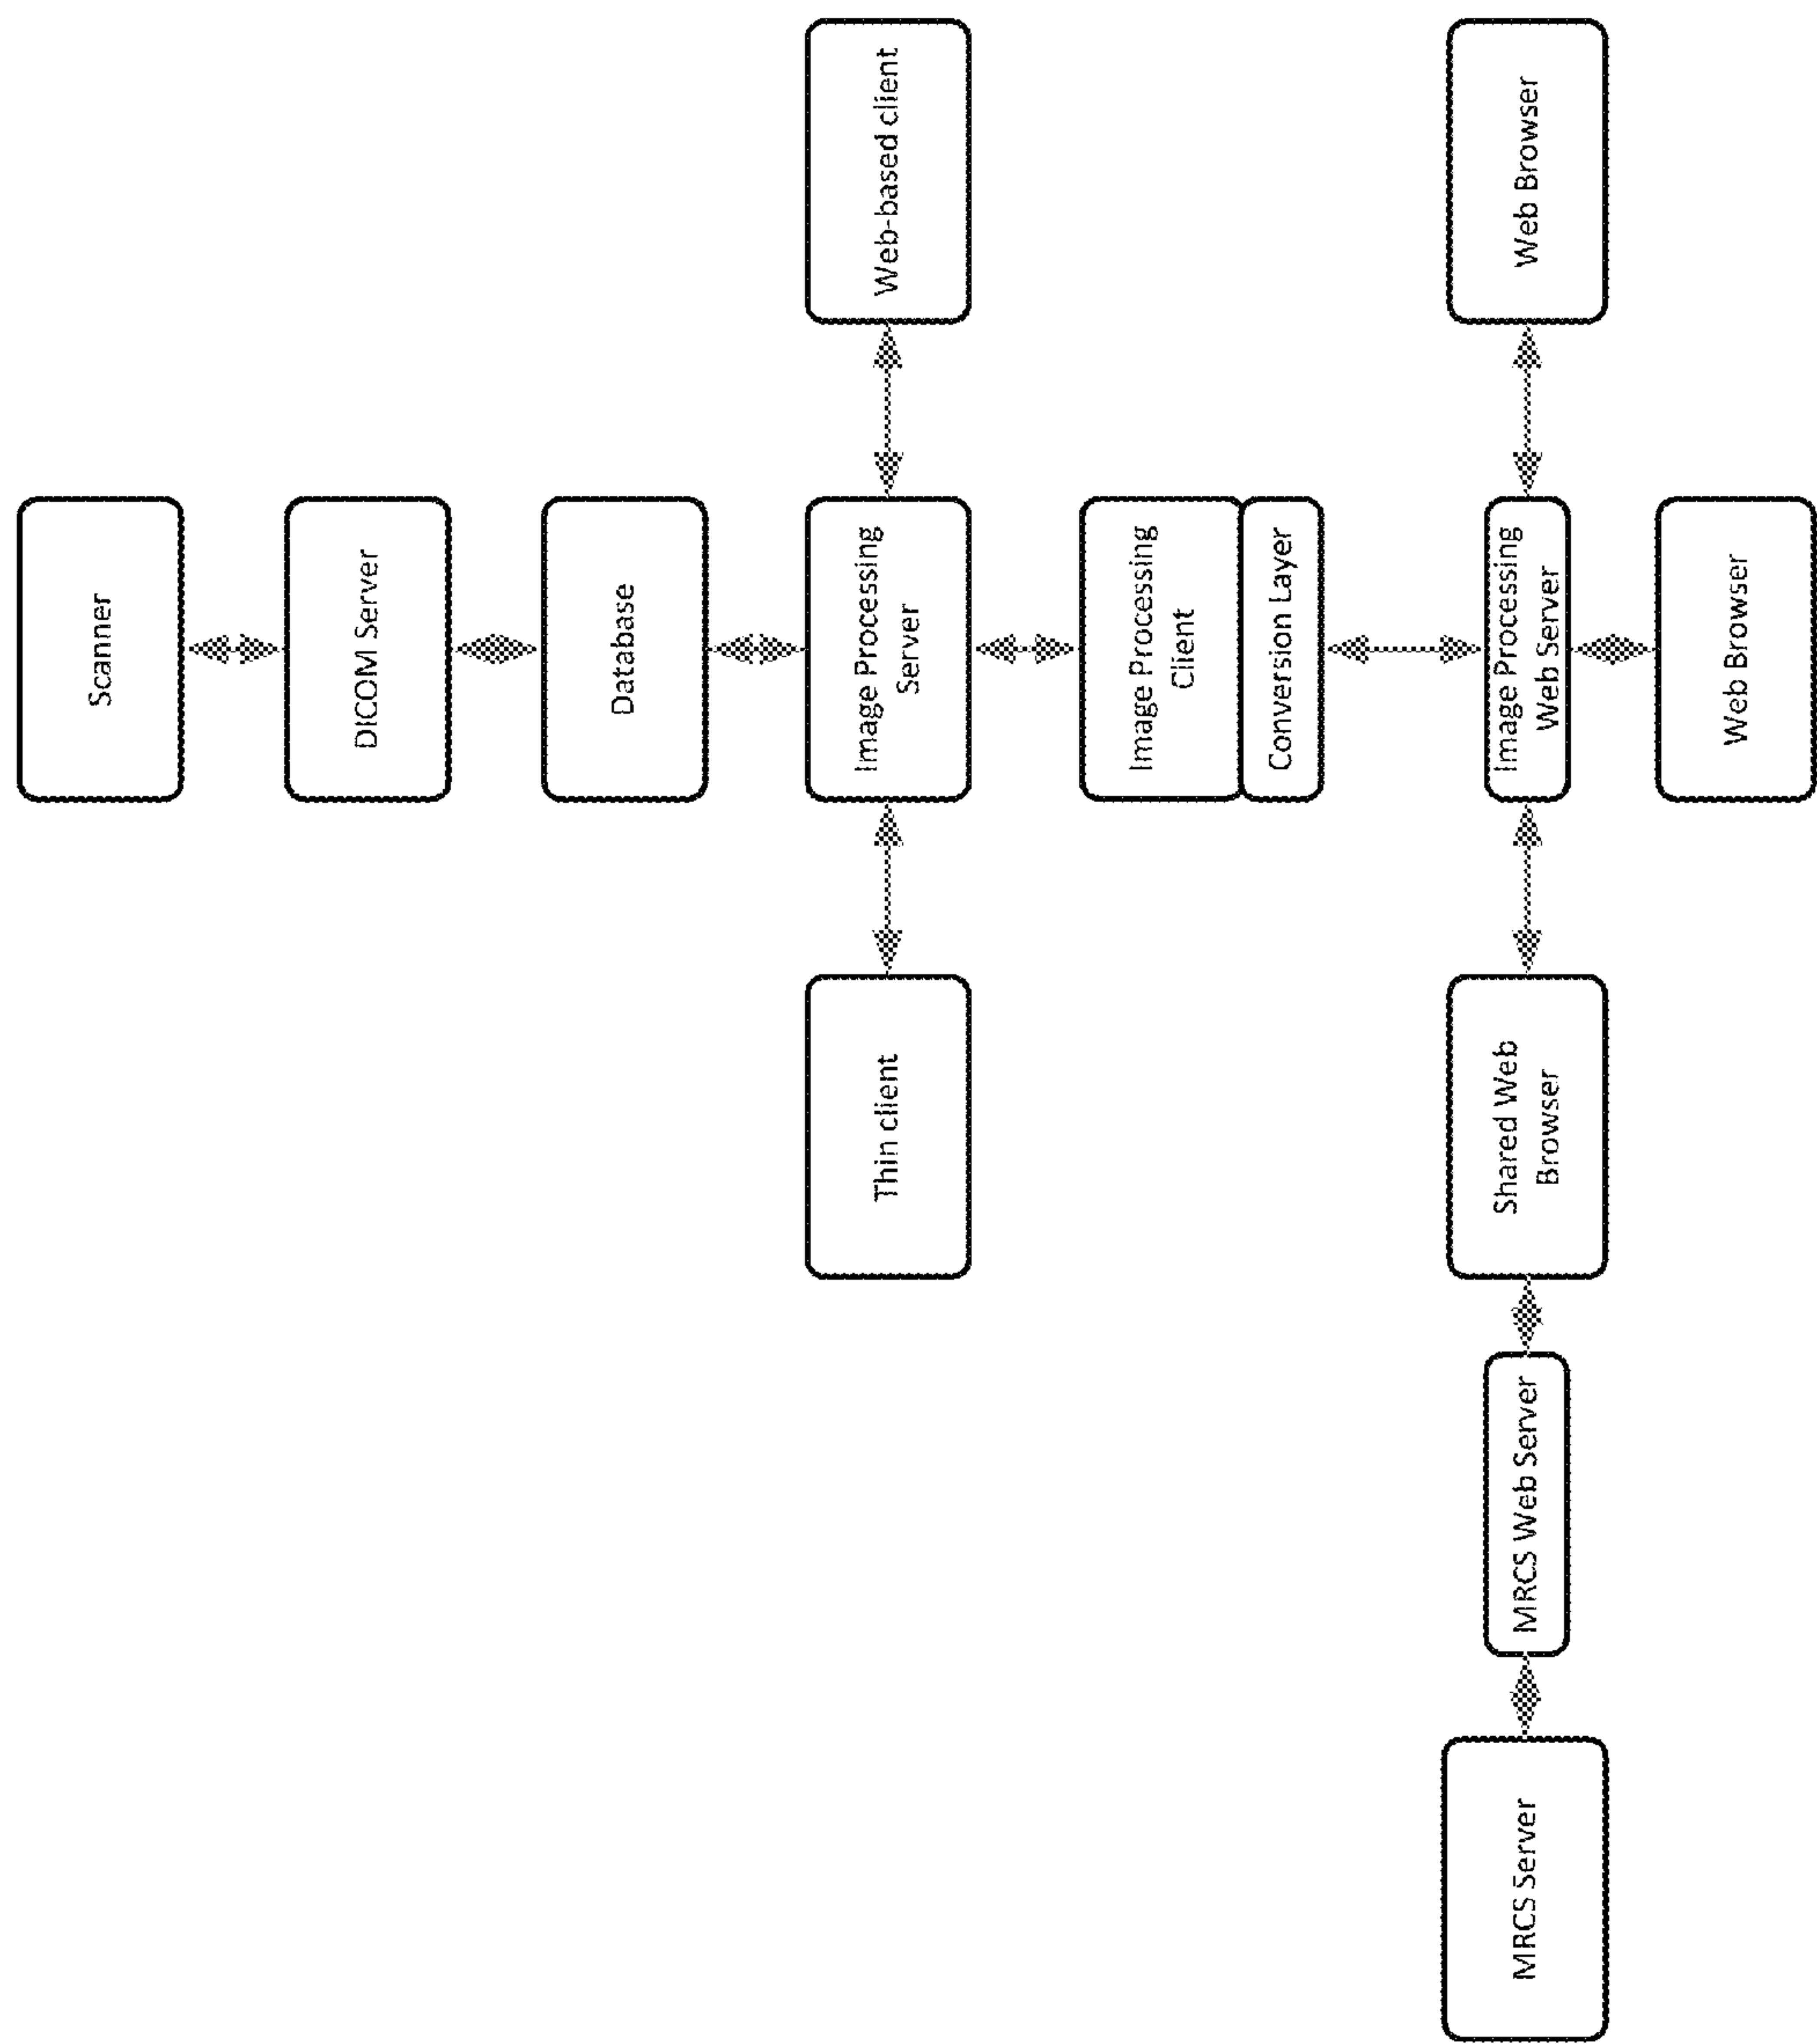 Scanner
DICOM Server
Database
Thin client
Image Processing
Server
Web-based client
Image Processing
Client
Conversion Layer
MRCS Server
MRCS Web Server
Shared Web
Browser
Image Processing
Web Server
Web Browser
Web Browser